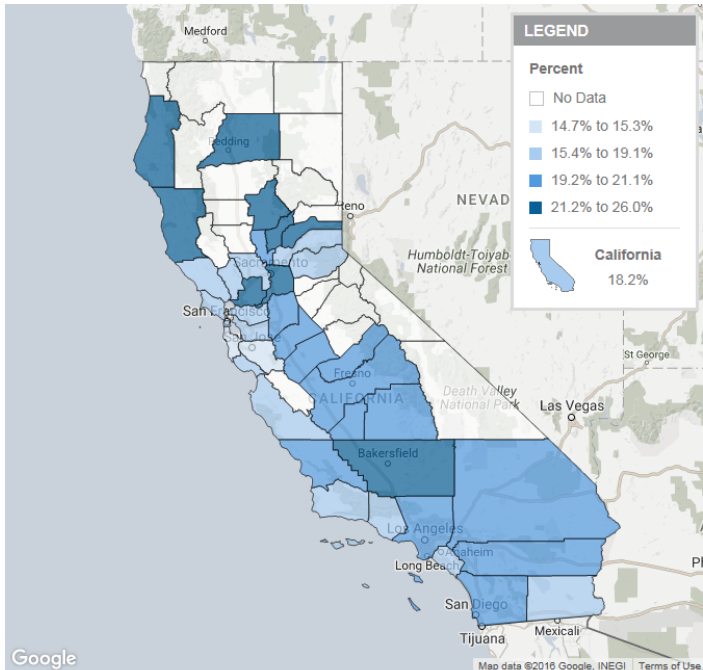 Medford
LEGEND
Percent
No Data
14.7% to 15.3%
15.4% to 19.1%
19.2% to 21.1%
21.2% to 26.0%
California
18.2%
Redding
Reno
NEVAD
Humboldt-Toiyab
National Forest
Sacramento
San Francisco
San Jose
St George
Fresno
CALIFORNIA
Death Valley
National Park
Las Vegas
Bakersfield
Los Angeles
Anaheim
Long Beach
San Diego
Tijuana
Mexicali
Ph
Google
Map data ©2016 Google, INEGI
Terms of Use